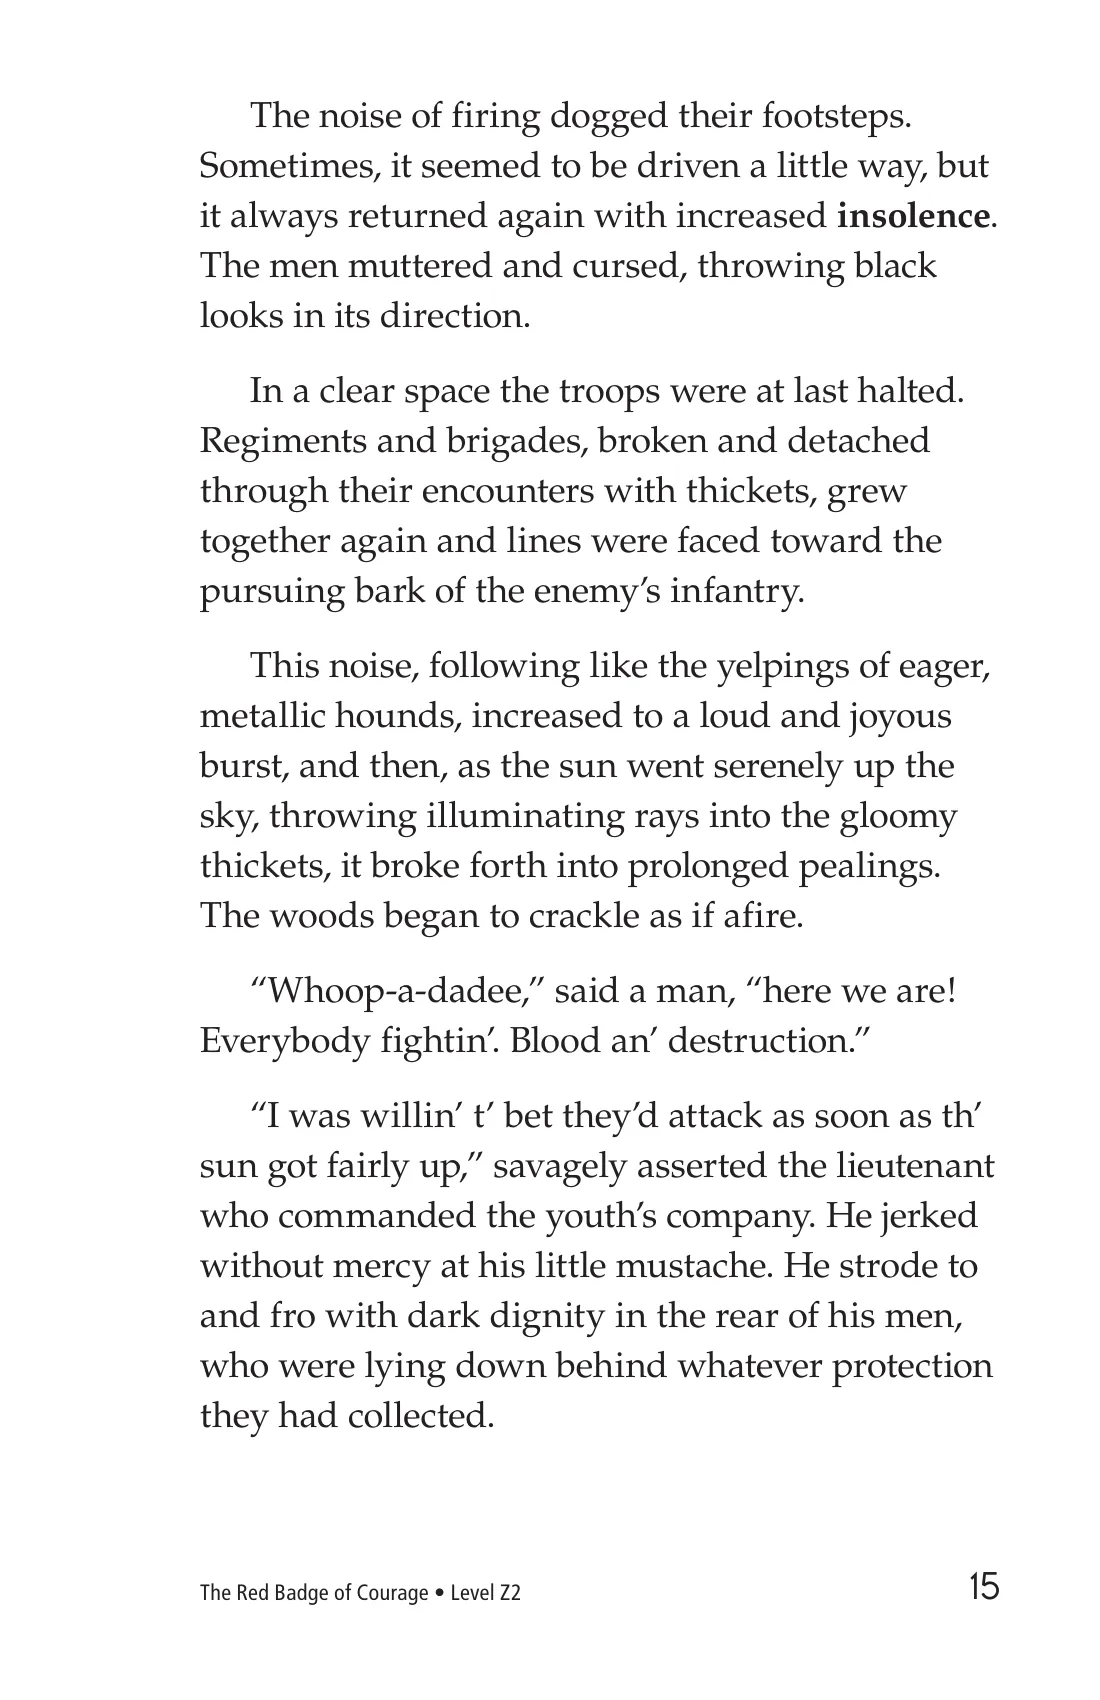 The noise of firing dogged their footsteps.
Sometimes, it seemed to be driven a little way, but
it always returned again with increased insolence.
The men muttered and cursed, throwing black
looks in its direction.
In a clear space the troops were at last halted.
Regiments and brigades, broken and detached
through their encounters with thickets, grew
together again and lines were faced toward the
pursuing bark of the enemy’s infantry.
This noise, following like the yelpings of eager,
metallic hounds, increased to a loud and joyous
burst, and then, as the sun went serenely up the
sky, throwing illuminating rays into the gloomy
thickets, it broke forth into prolonged pealings.
The woods began to crackle as if afire.
“Whoop-a-dadee,” said a man, “here we are!
Everybody fightin’. Blood an’ destruction.”
“I was willin’ t’ bet they’d attack as soon as th’
sun got fairly up,” savagely asserted the lieutenant
who commanded the youth’s company. He jerked
without mercy at his little mustache. He strode to
and fro with dark dignity in the rear of his men,
who were lying down behind whatever protection
they had collected.
The Red Badge of Courage • Level Z2
15